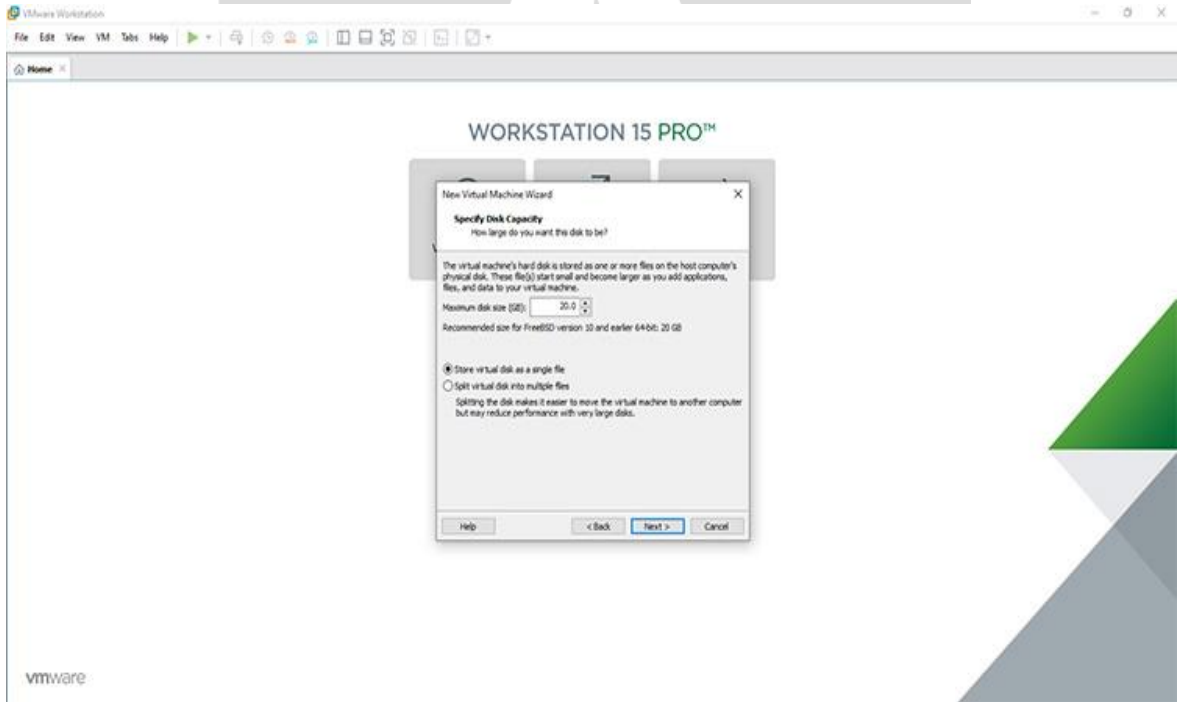 VMware Workstation
File Edit View VM Tabs Help
Home
WORKSTATION 15 PRO™
New Virtual Machine Wizard
Specify Disk Capacity
How large do you want this disk to be?
The virtual machine's hard disk is stored as one or more files on the host computer's
physical disk. These file(s) start small and become larger as you add applications,
files, and data to your virtual machine.
Maximum disk size (GB): 20.0
Recommended size for FreeBSD version 10 and earlier 64-bit: 20 GB
Store virtual disk as a single file
Split virtual disk into multiple files
Splitting the disk makes it easier to move the virtual machine to another computer
but may reduce performance with very large disks.
Help < Back Next > Cancel
vmware